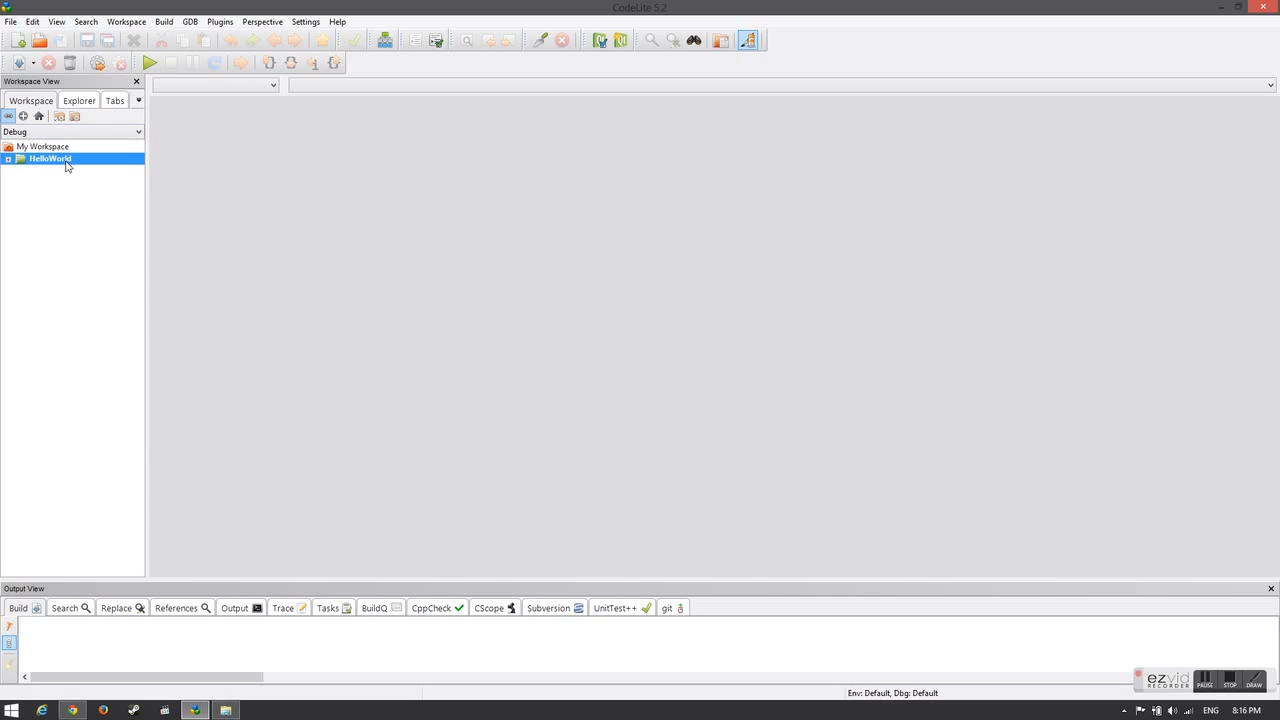 CodeLite 5.2
File Edit View Search Workspace Build GDB Plugins Perspective Settings Help
Workspace View
Workspace Explorer Tabs
Debug
My Workspace
HelloWorld
Output View
Build Search Replace References Output Trace Tasks BuildQ CppCheck CScope Subversion UnitTest++ git
ezvid
RECORDER
PAUSE STOP DRAW
Env: Default, Dbg: Default
ENG 8:16 PM